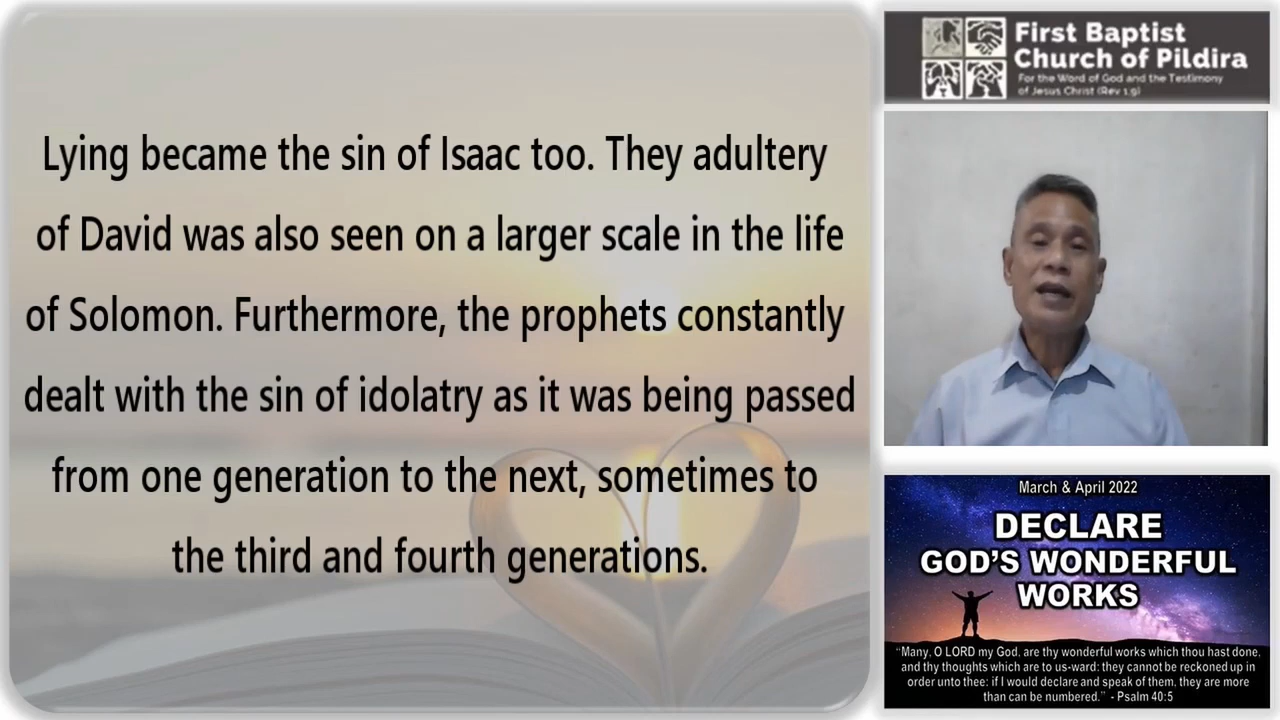 Lying became the sin of Isaac too. They adultery
of David was also seen on a larger scale in the life
of Solomon. Furthermore, the prophets constantly
dealt with the sin of idolatry as it was being passed
from one generation to the next, sometimes to
the third and fourth generations.
First Baptist
Church of Pildira
For the Word of God and the Testimony
of Jesus Christ (Rev 1:9)
March & April 2022
DECLARE
GOD'S WONDERFUL
WORKS
"Many, O LORD my God, are thy wonderful works which thou hast done,
and thy thoughts which are to us-ward: they cannot be reckoned up in
order unto thee: if I would declare and speak of them, they are more
than can be numbered." - Psalm 40:5